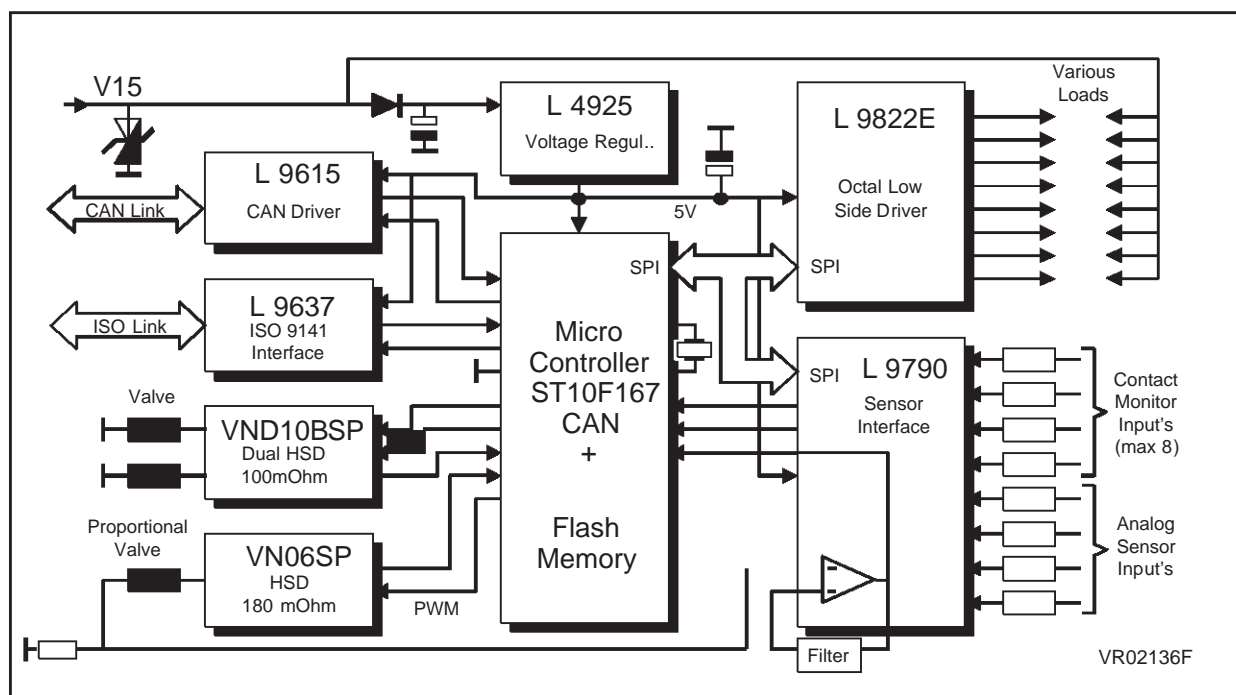 V15
L 4925
Voltage Regul..
L 9822E
Octal Low
Side Driver
SPI
Various
Loads
L 9615
CAN Driver
CAN Link
5V
L 9637
ISO 9141
Interface
ISO Link
SPI
Micro
Controller
ST10F167
CAN
+
Flash
Memory
SPI
L 9790
Sensor
Interface
Contact
Monitor
Input's
(max 8)
Valve
VND10BSP
Dual HSD
100mOhm
Proportional
Valve
VN06SP
HSD
180 mOhm
PWM
Analog
Sensor
Input's
Filter
VR02136F